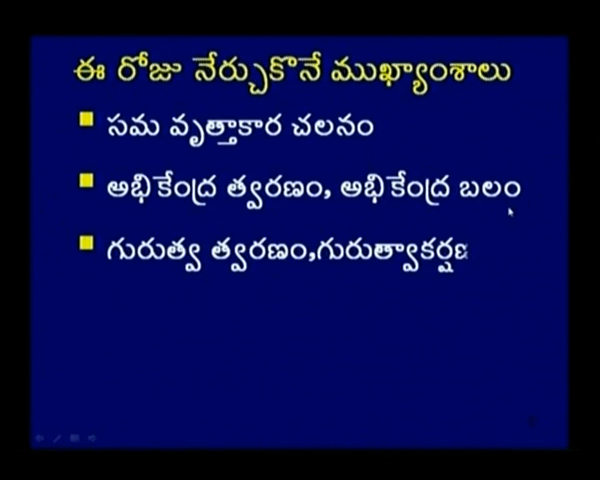 ఈ రోజు నేర్చుకొనే ముఖ్యాంశాలు
సమ వృత్తాకార చలనం
అభికేంద్ర త్వరణం, అభికేంద్ర బలం
గురుత్వ త్వరణం,గురుత్వాకర్షణ